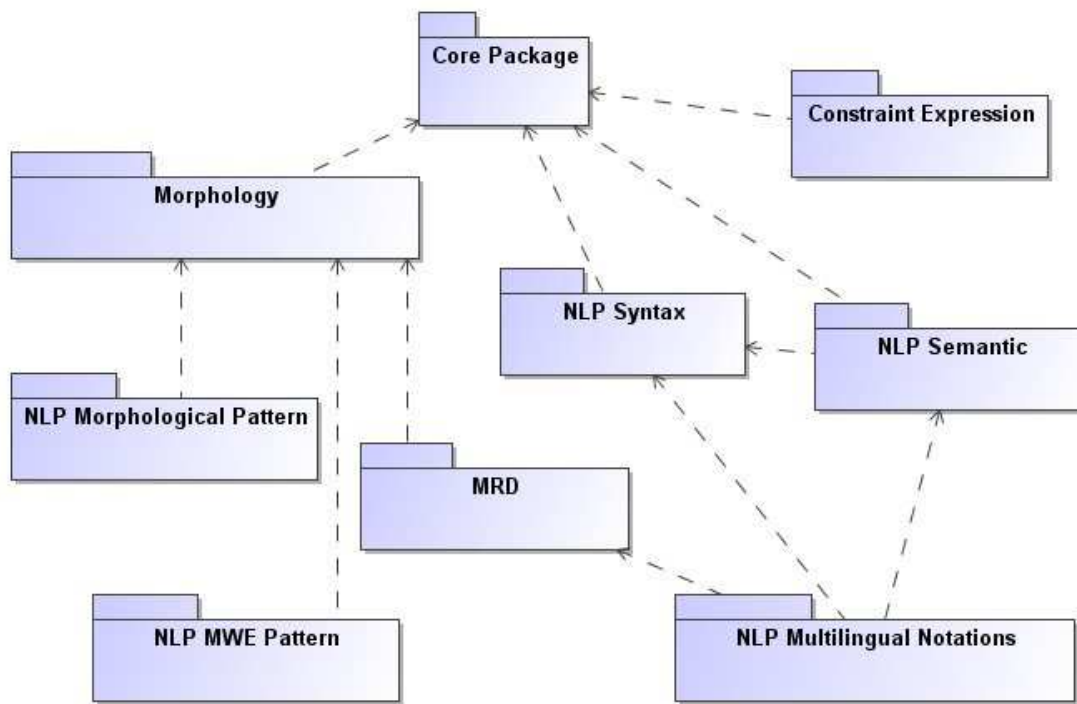 Core Package
Constraint Expression
Morphology
NLP Syntax
NLP Semantic
NLP Morphological Pattern
MRD
NLP MWE Pattern
NLP Multilingual Notations